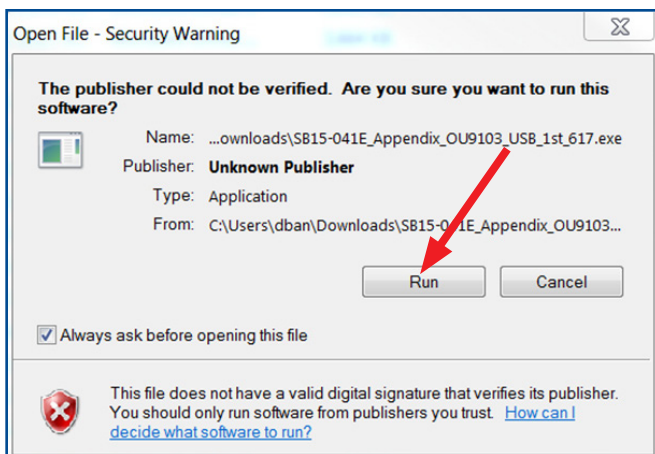 Open File - Security Warning
The publisher could not be verified. Are you sure you want to run this
software?
Name: ...ownloads\SB15-041E_Appendix_OU9103_USB_1st_617.exe
Publisher: Unknown Publisher
Type: Application
From: C:\Users\dban\Downloads\SB15-041E_Appendix_OU9103...
Run Cancel
Always ask before opening this file
This file does not have a valid digital signature that verifies its publisher.
You should only run software from publishers you trust. How can I
decide what software to run?